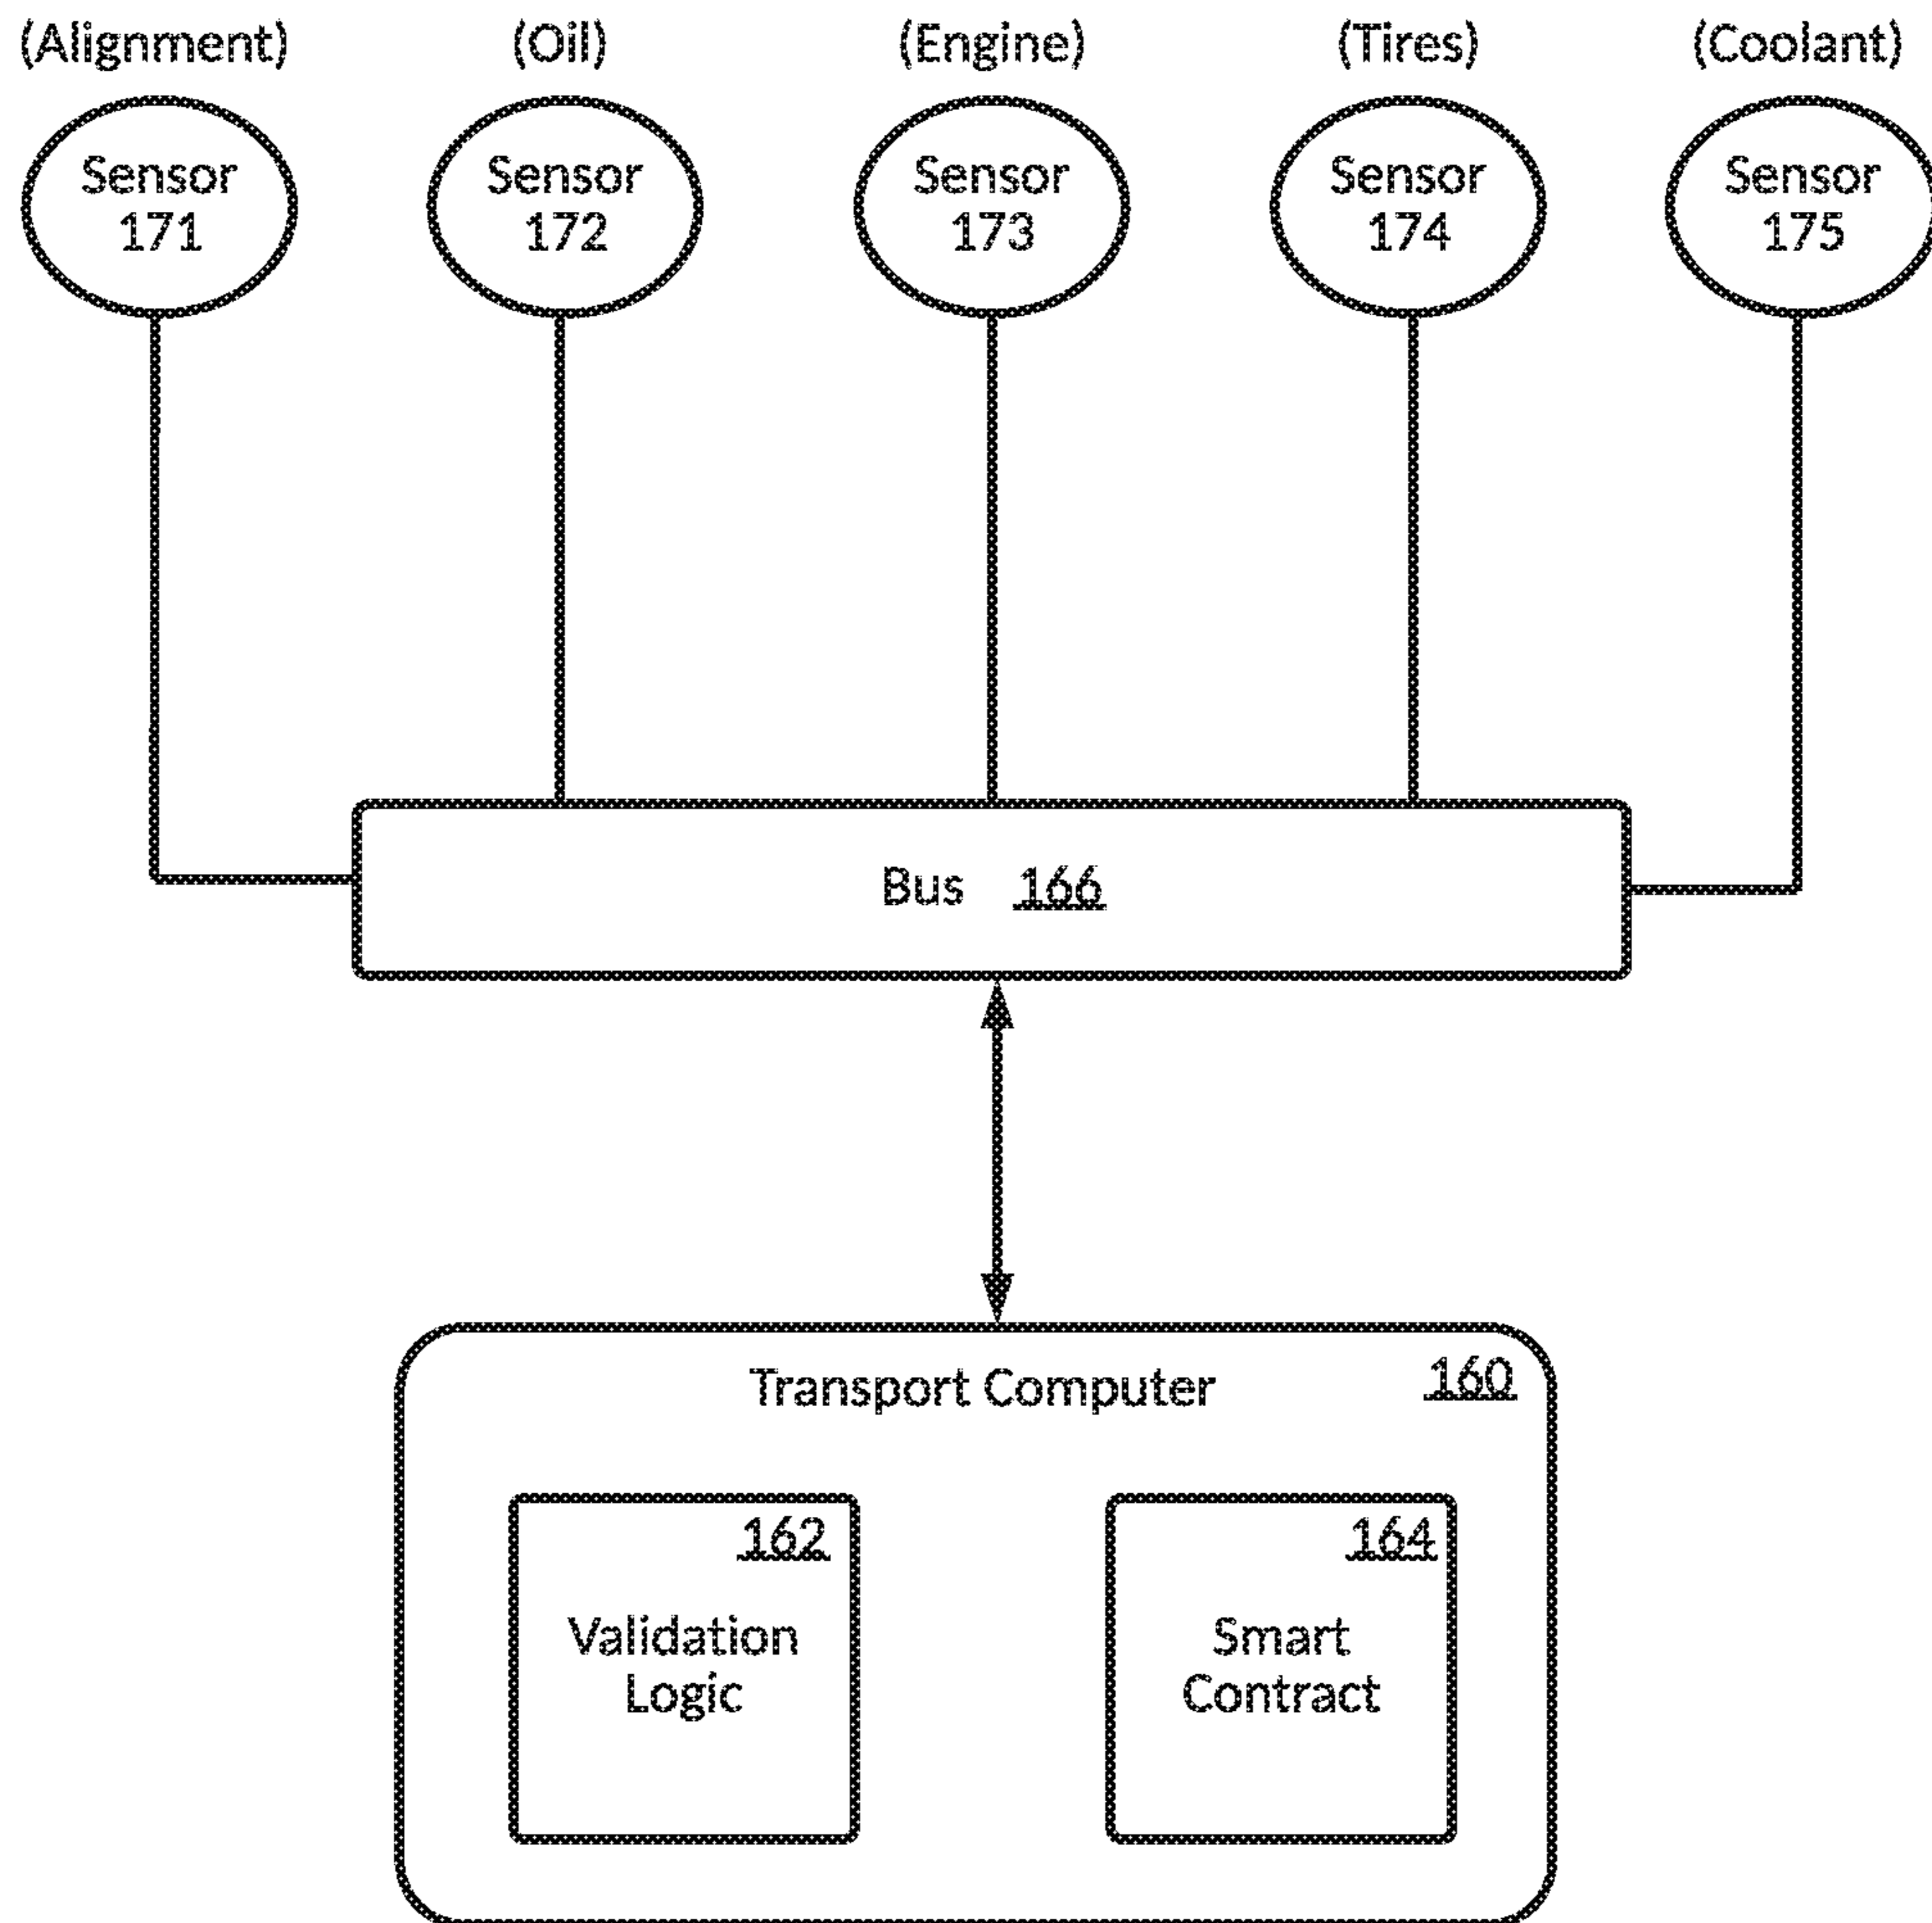 (Alignment) (Oil) (Engine) (Tires) (Coolant)
Sensor Sensor Sensor Sensor Sensor
171 172 173 174 175
Bus 166
Transport Computer 160
162 164
Validation Smart
Logic Contract